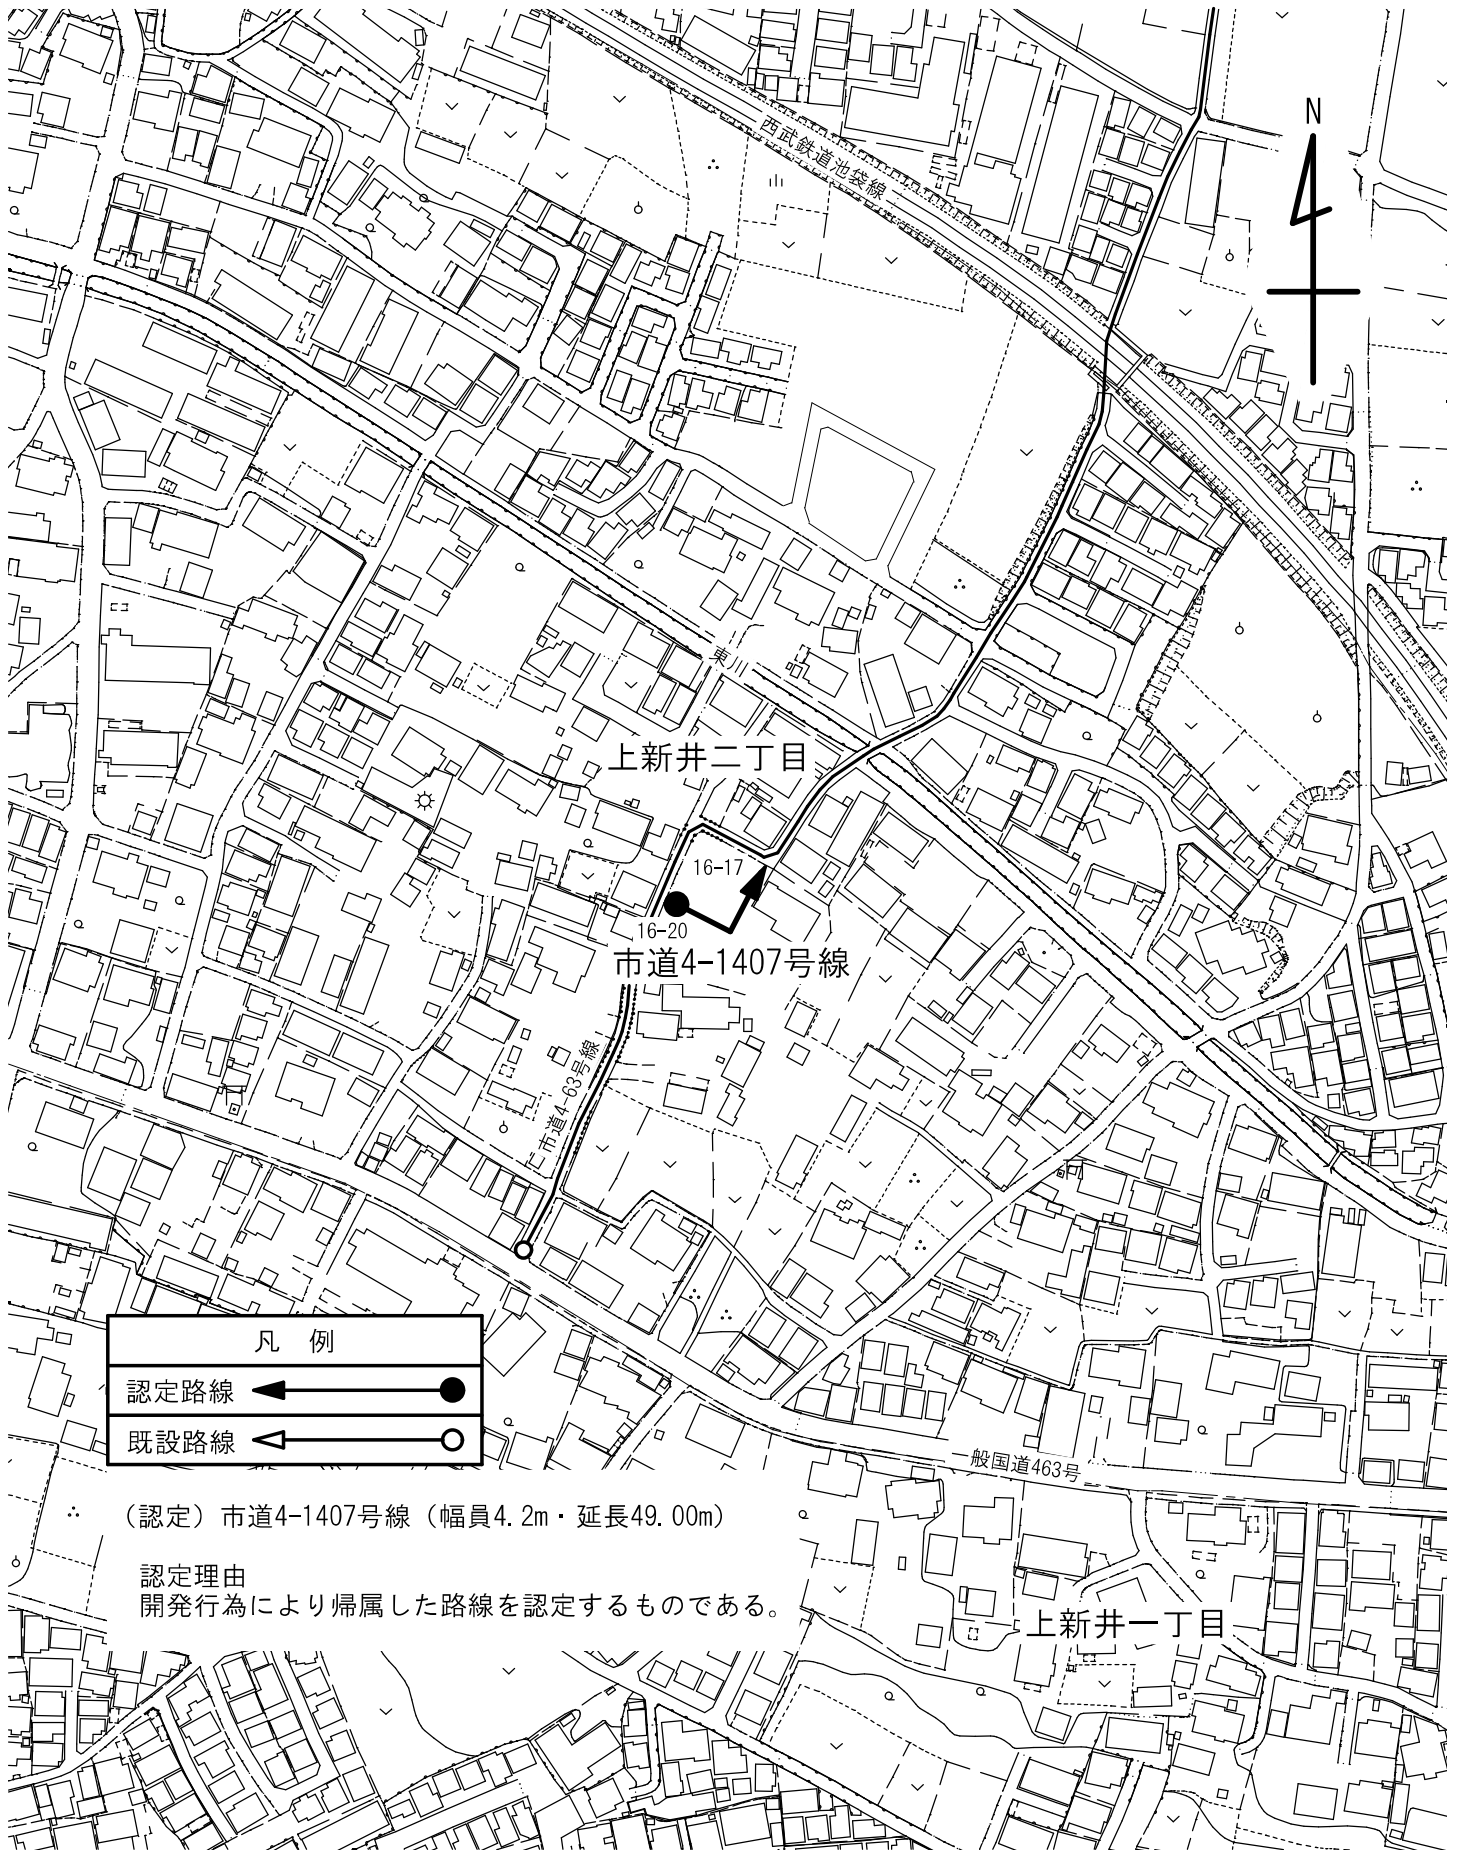 N
西武鉄道池袋線
東川
上新井二丁目
16-17
16-20
市道4-1407号線
市道4-63号線
凡 例
認定路線
既設路線
一般国道463号
（認定）市道4-1407号線（幅員4.2m・延長49.00m）
認定理由
開発行為により帰属した路線を認定するものである。
上新井一丁目